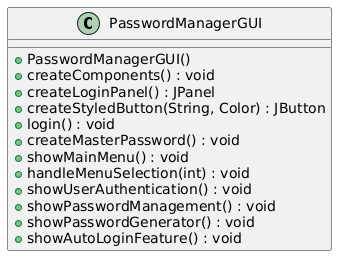 C PasswordManagerGUI
PasswordManagerGUI()
createComponents() : void
createLoginPanel() : JPanel
createStyledButton(String, Color) : JButton
login() : void
createMasterPassword() : void
showMainMenu() : void
handleMenuSelection(int) : void
showUserAuthentication() : void
showPasswordManagement() : void
showPasswordGenerator() : void
showAutoLoginFeature() : void